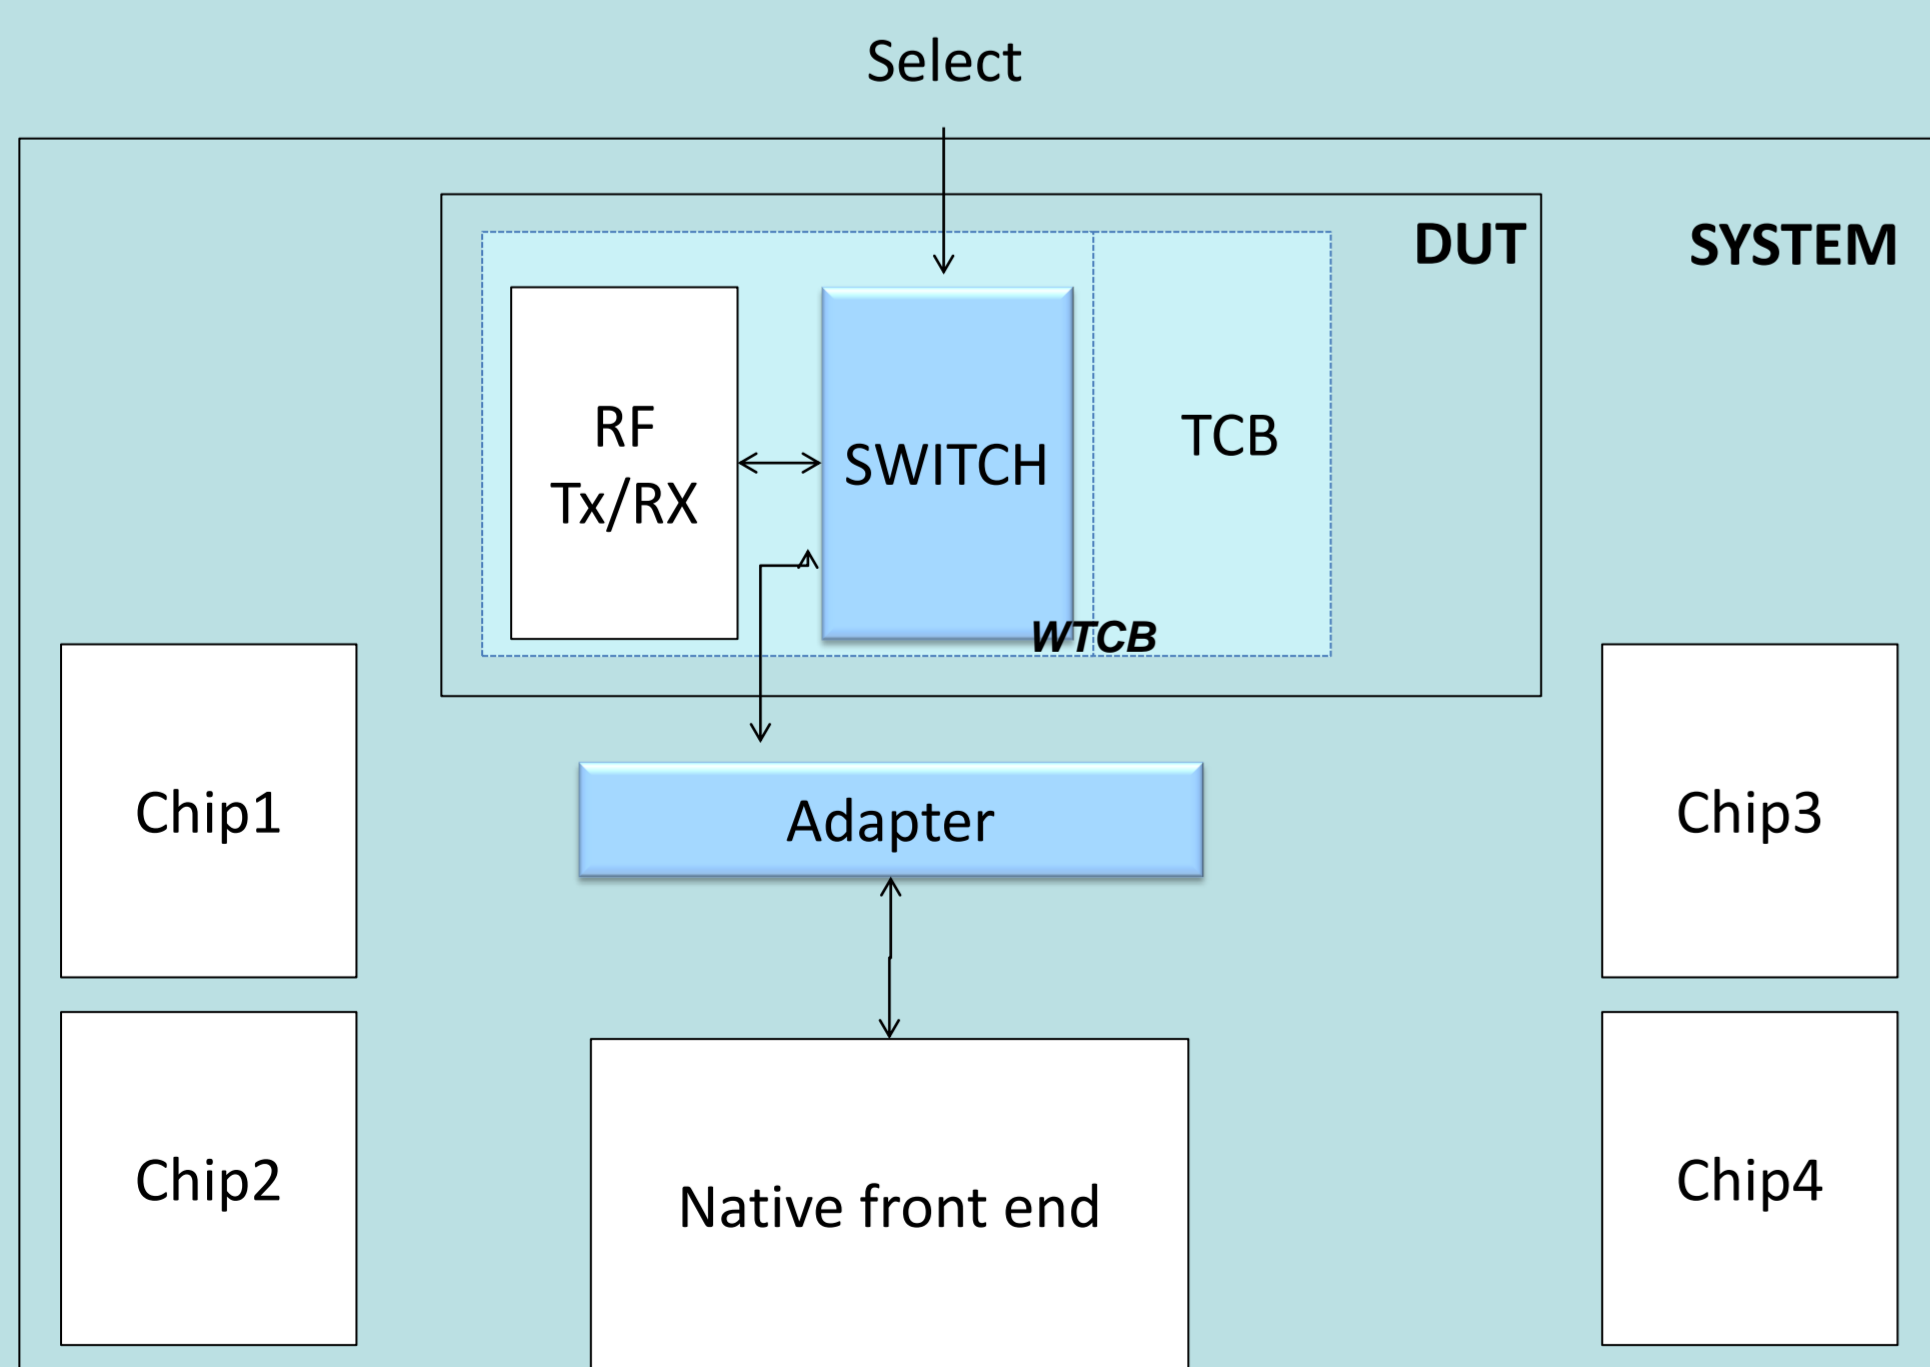 Select
DUT
SYSTEM
RF
Tx/RX
SWITCH
TCB
WTCB
Chip1
Adapter
Chip3
Chip2
Native front end
Chip4